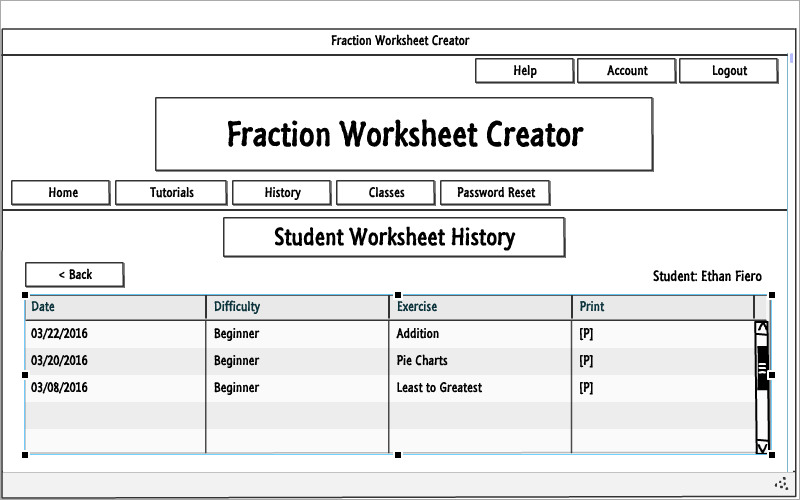 Fraction Worksheet Creator
Help Account Logout
Fraction Worksheet Creator
Home Tutorials History Classes Password Reset
Student Worksheet History
< Back Student: Ethan Fiero
Date Difficulty Exercise Print
03/22/2016 Beginner Addition [P]
03/20/2016 Beginner Pie Charts [P]
03/08/2016 Beginner Least to Greatest [P]